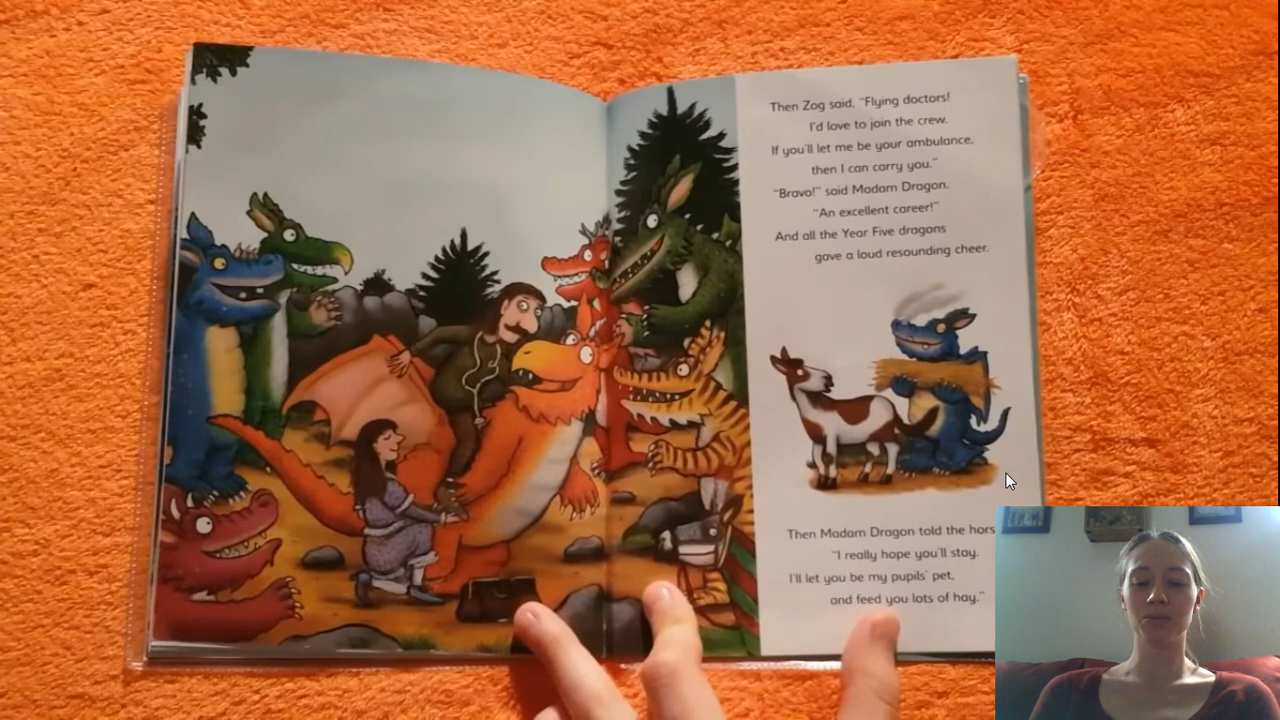 Then Zog said, "Flying doctors!
I'd love to join the crew.
If you'll let me be your ambulance,
then I can carry you."
"Bravo!" said Madam Dragon.
"An excellent career!"
And all the Year Five dragons
gave a loud resounding cheer.
Then Madam Dragon told the hors
"I really hope you'll stay.
I'll let you be my pupils' pet,
and feed you lots of hay."